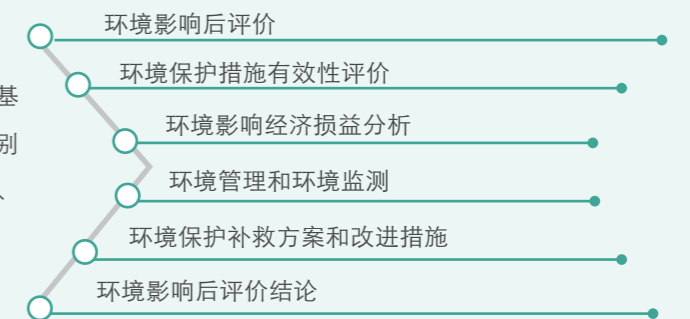 环境影响后评价
环境保护措施有效性评价
基
环境影响经济损益分析
别
环境管理和环境监测
、
环境保护补救方案和改进措施
环境影响后评价结论